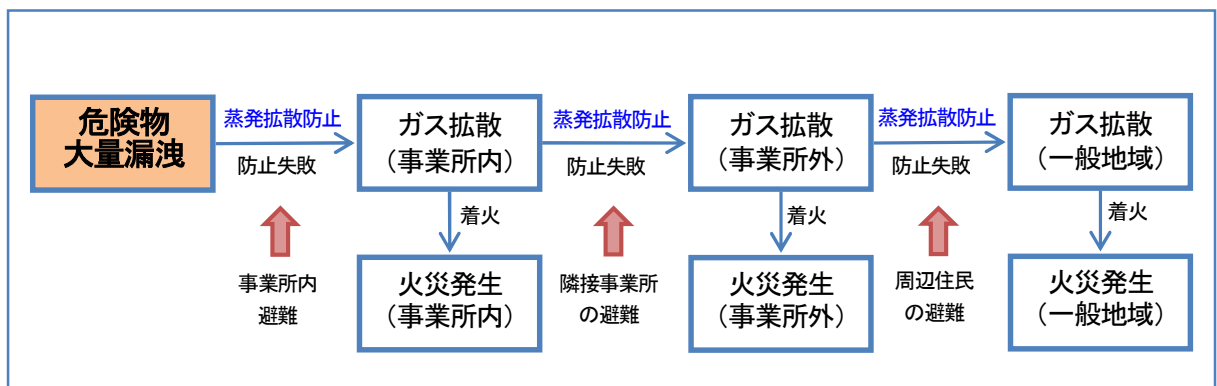 危険物
大量漏洩
蒸発拡散防止
防止失敗
ガス拡散
（事業所内）
蒸発拡散防止
防止失敗
ガス拡散
（事業所外）
蒸発拡散防止
防止失敗
ガス拡散
（一般地域）
着火
着火
着火
事業所内
避難
火災発生
（事業所内）
隣接事業所
の避難
火災発生
（事業所外）
周辺住民
の避難
火災発生
（一般地域）